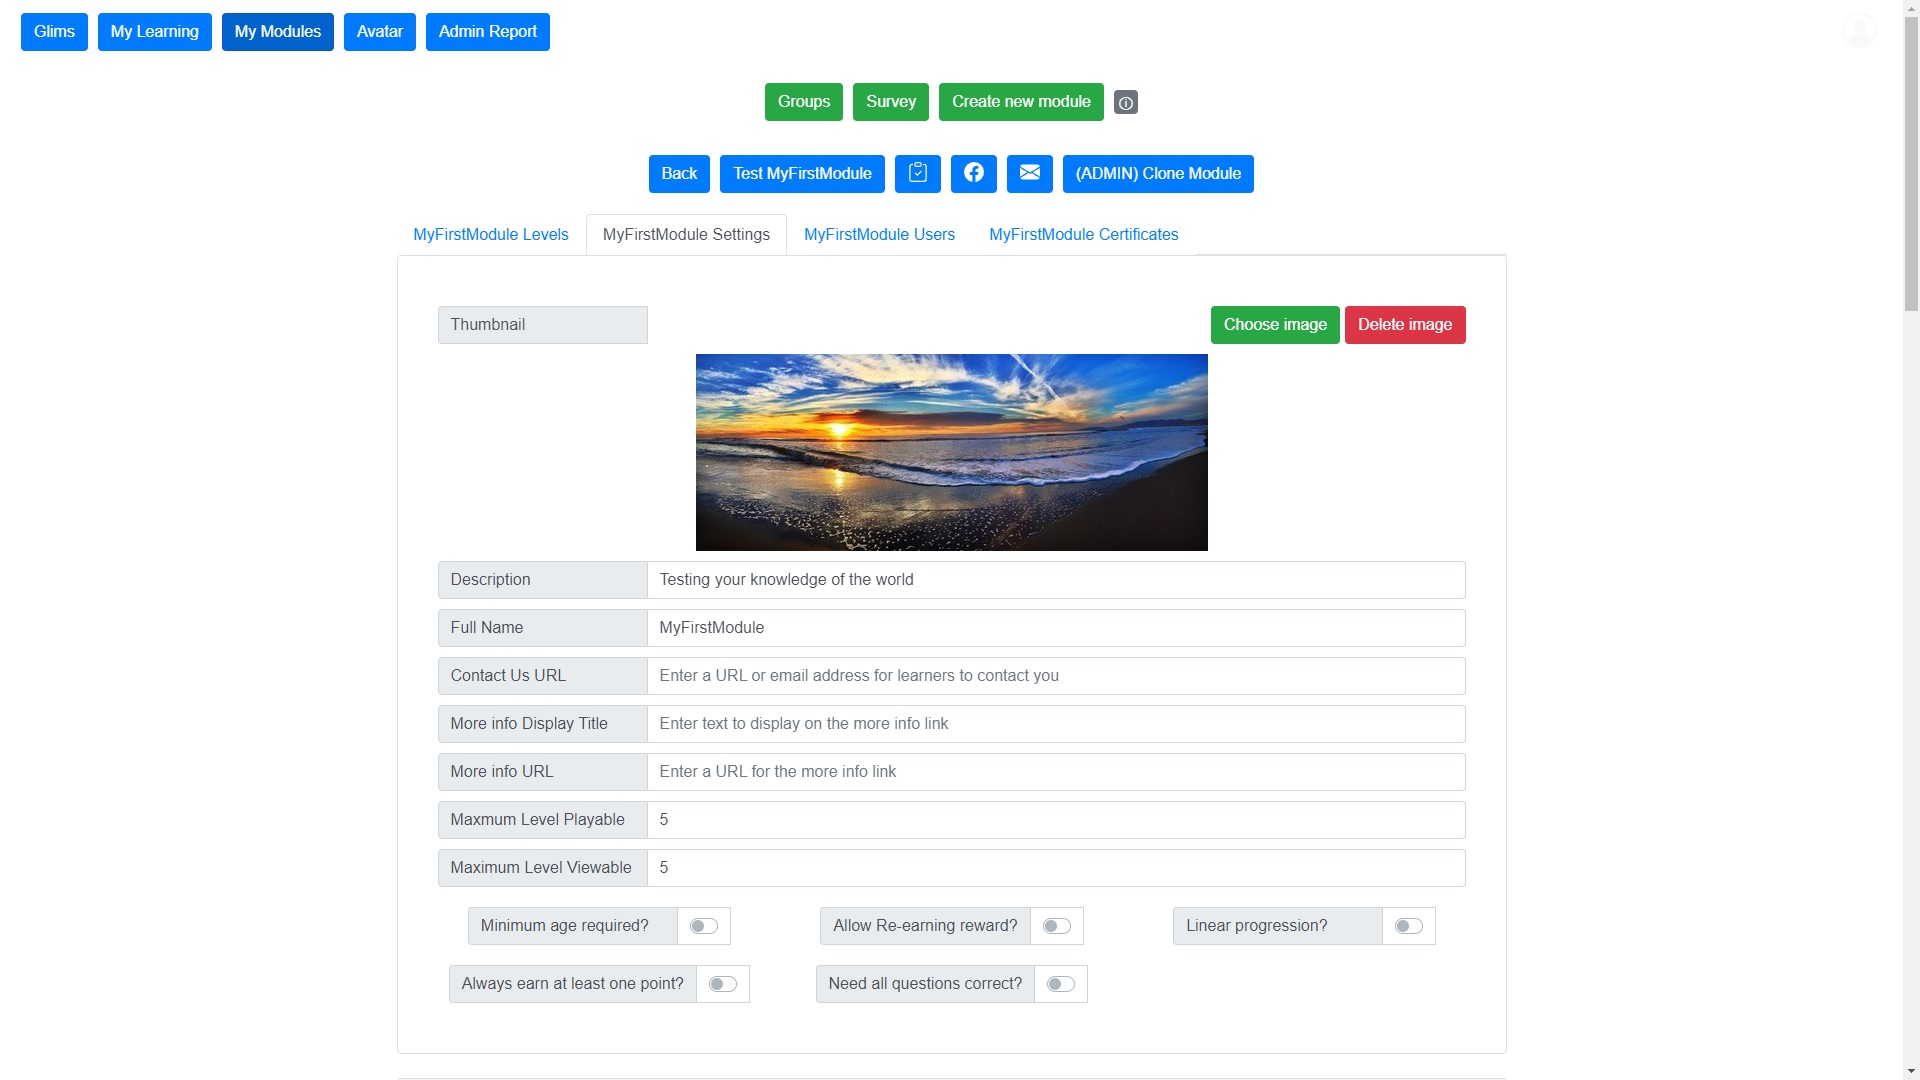 Glims My Learning My Modules Avatar Admin Report
Groups Survey Create new module
Back Test MyFirstModule (ADMIN) Clone Module
MyFirstModule Levels MyFirstModule Settings MyFirstModule Users MyFirstModule Certificates
Thumbnail Choose image Delete image
Description Testing your knowledge of the world
Full Name MyFirstModule
Contact Us URL Enter a URL or email address for learners to contact you
More info Display Title Enter text to display on the more info link
More info URL Enter a URL for the more info link
Maxmum Level Playable 5
Maximum Level Viewable 5
Minimum age required? Allow Re-earning reward? Linear progression?
Always earn at least one point? Need all questions correct?